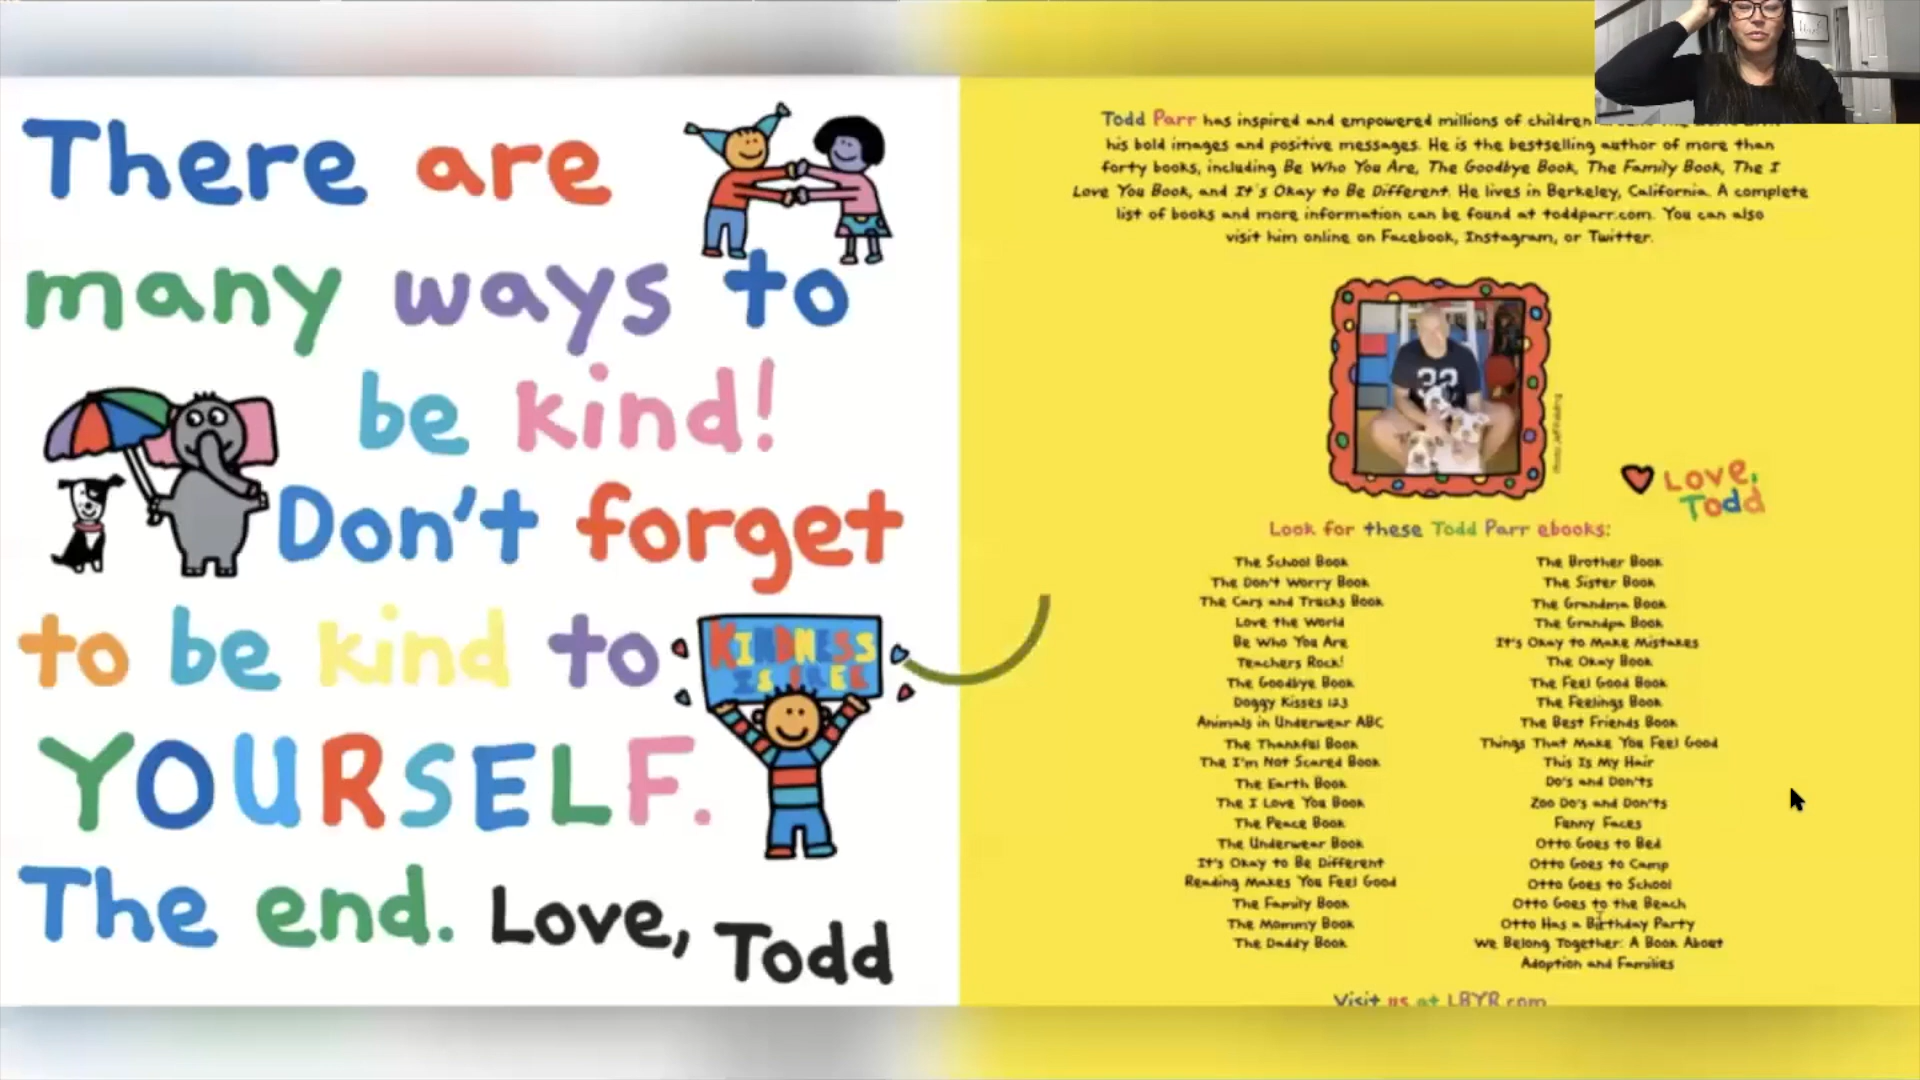 There are
many ways to
be kind!
Don't forget
to be kind to
KINDNESS
IS FREE
YOURSELF.
The end. Love, Todd
Todd Parr has inspired and empowered millions of children
his bold images and positive messages. He is the bestselling author of more than
forty books, including Be Who You Are, The Goodbye Book, The Family Book, The I
Love You Book, and It's Okay to Be Different. He lives in Berkeley, California. A complete
list of books and more information can be found at toddparr.com. You can also
visit him online on Facebook, Instagram, or Twitter.
Love,
Todd
Look for these Todd Parr ebooks:
The School Book
The Don't Worry Book
The Cars and Trucks Book
Love the World
Be Who You Are
Teachers Rock!
The Goodbye Book
Doggy Kisses 123
Animals in Underwear ABC
The Thankful Book
The I'm Not Scared Book
The Earth Book
The I Love You Book
The Peace Book
The Underwear Book
It's Okay to Be Different
Reading Makes You Feel Good
The Family Book
The Mommy Book
The Daddy Book
The Brother Book
The Sister Book
The Grandma Book
The Grandpa Book
It's Okay to Make Mistakes
The Okay Book
The Feel Good Book
The Feelings Book
The Best Friends Book
Things That Make You Feel Good
This Is My Hair
Do's and Don'ts
Zoo Do's and Don'ts
Funny Faces
Otto Goes to Bed
Otto Goes to Camp
Otto Goes to School
Otto Goes to the Beach
Otto Has a Birthday Party
We Belong Together: A Book About
Adoption and Families
Visit us at LBYR.com